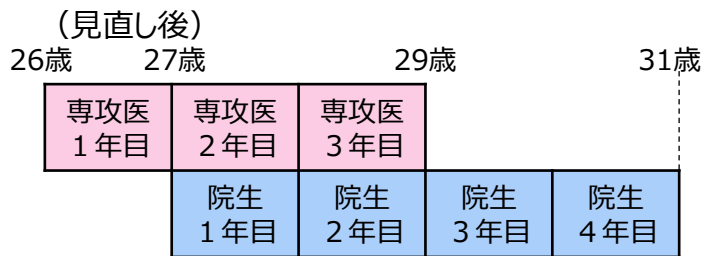 （見直し後）
26歳 27歳 29歳 31歳
専攻医 専攻医 専攻医
１年目 ２年目 ３年目
院生 院生 院生 院生
１年目 ２年目 ３年目 ４年目